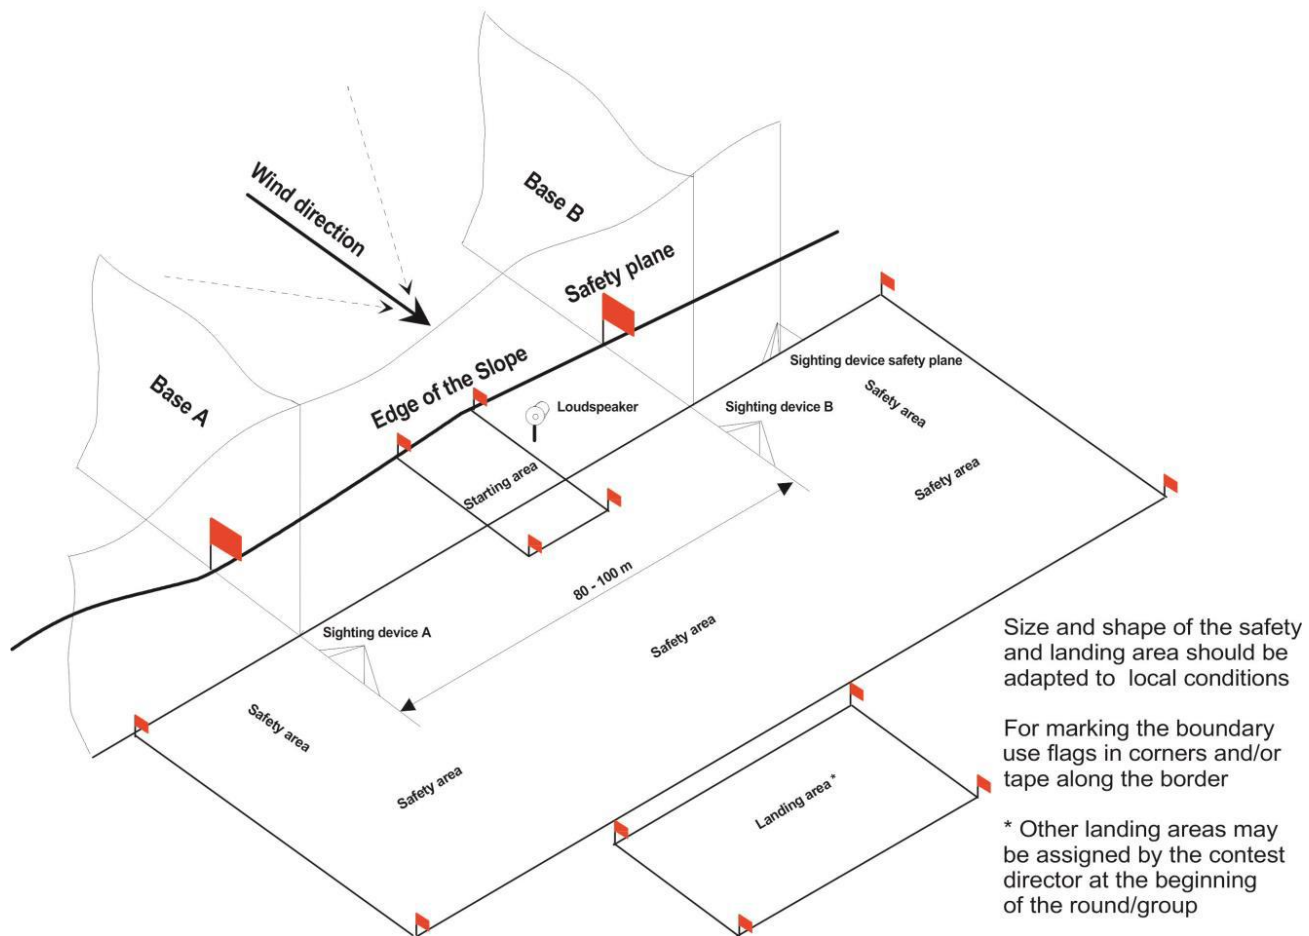 Wind direction
Base B
Safety plane
Base A
Edge of the Slope
Sighting device safety plane
Safety area
Loudspeaker
Sighting device B
Starting area
Safety area
80 - 100 m
Sighting device A
Safety area
Safety area
Safety area
Landing area *
Size and shape of the safety
and landing area should be
adapted to local conditions
For marking the boundary
use flags in corners and/or
tape along the border
* Other landing areas may
be assigned by the contest
director at the beginning
of the round/group